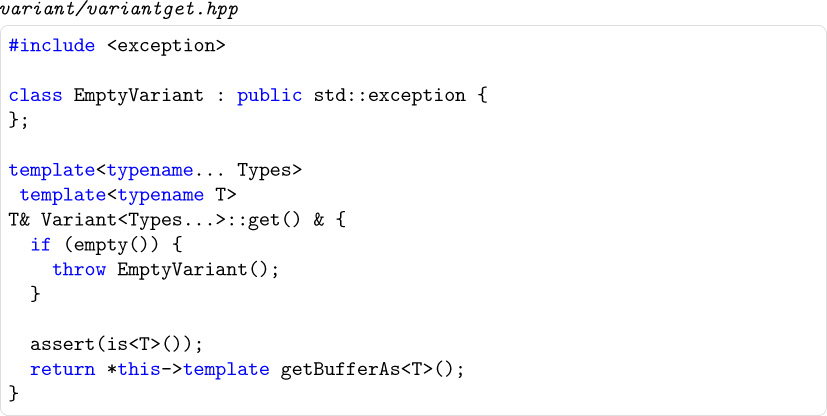 variant/variantget.hpp
#include <exception>

class EmptyVariant : public std::exception {
};

template<typename... Types>
 template<typename T>
T& Variant<Types...>::get() & {
  if (empty()) {
    throw EmptyVariant();
  }

  assert(is<T>());
  return *this->template getBufferAs<T>();
}